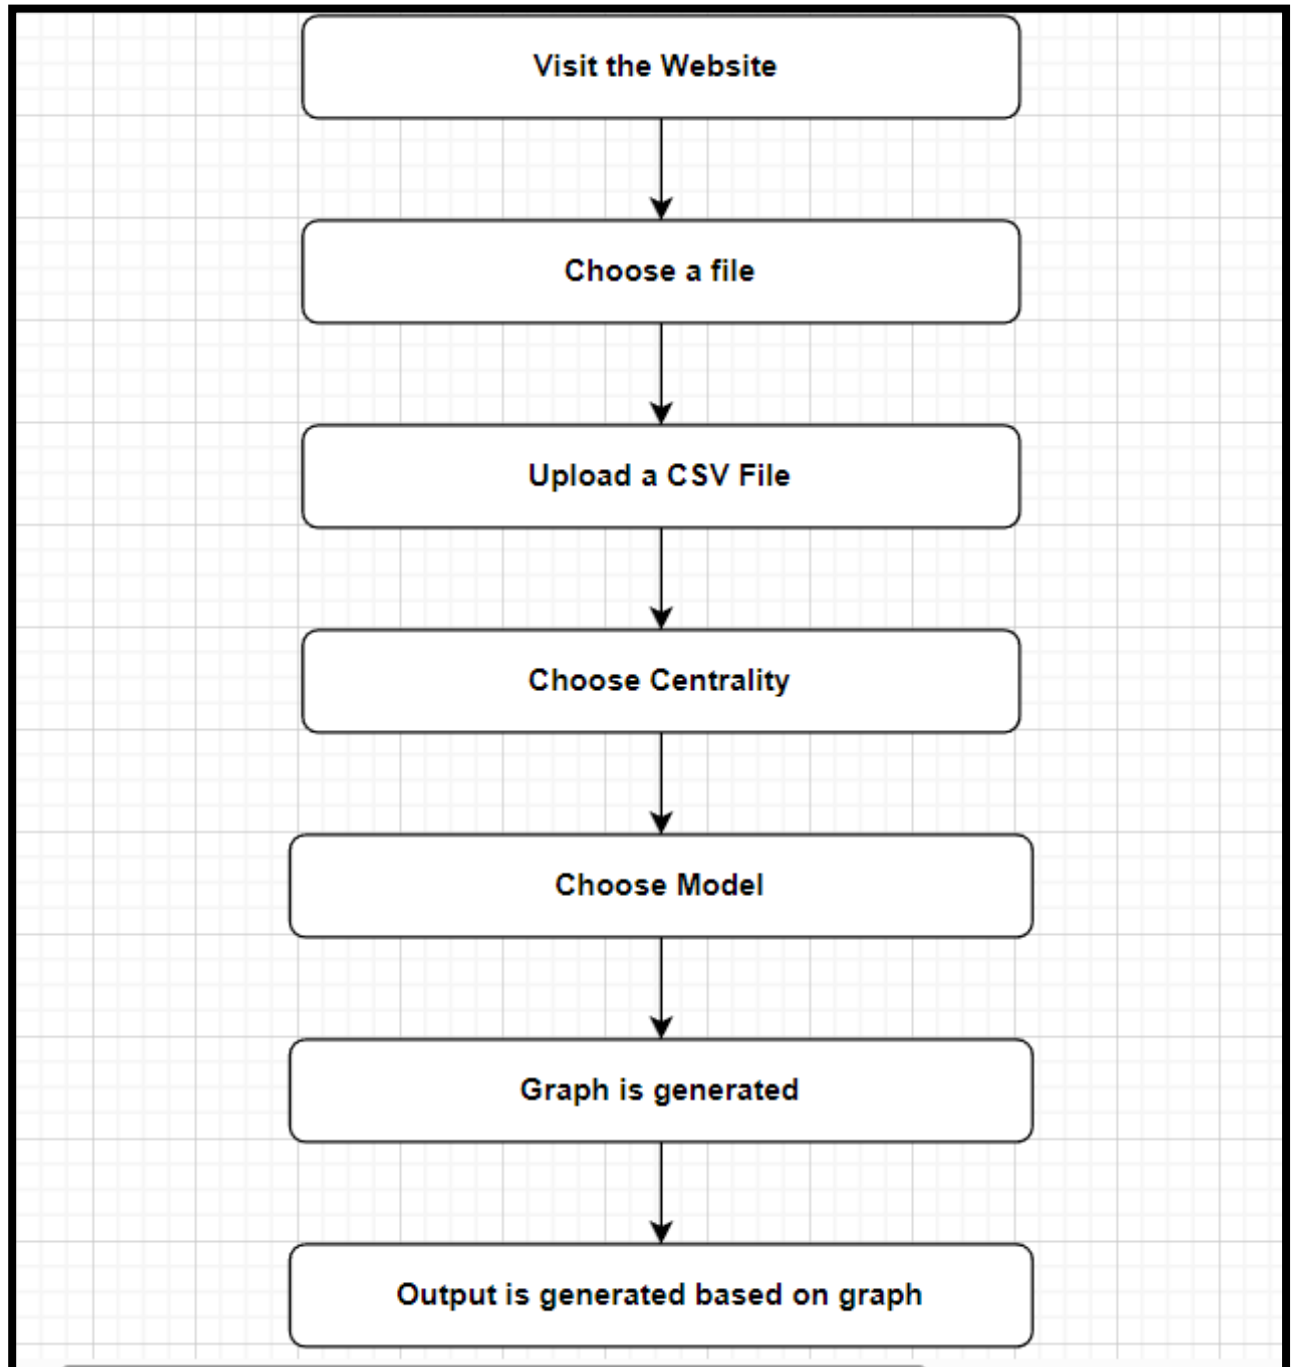 Visit the Website
Choose a file
Upload a CSV File
Choose Centrality
Choose Model
Graph is generated
Output is generated based on graph